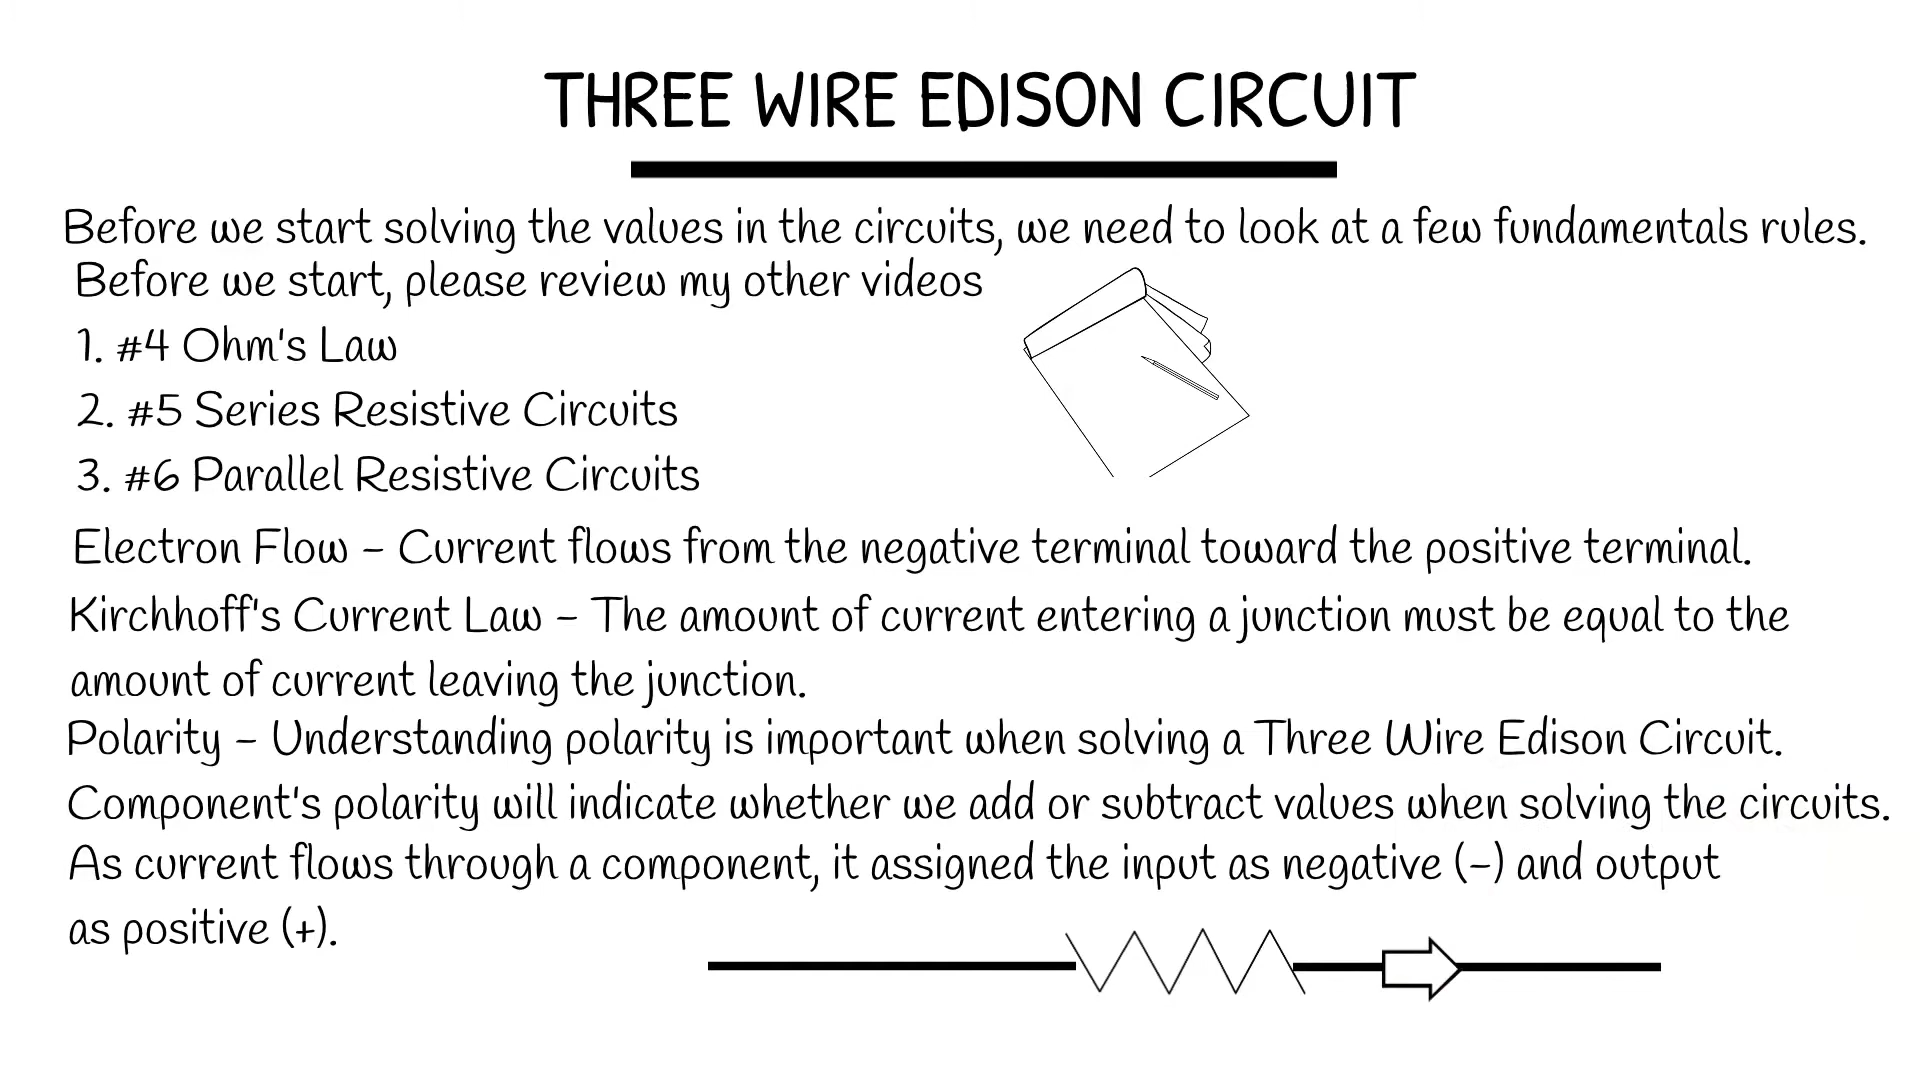 THREE WIRE EDISON CIRCUIT
Before we start solving the values in the circuits, we need to look at a few fundamentals rules.
Before we start, please review my other videos
1. #4 Ohm's Law
2. #5 Series Resistive Circuits
3. #6 Parallel Resistive Circuits
Electron Flow – Current flows from the negative terminal toward the positive terminal.
Kirchhoff's Current Law – The amount of current entering a junction must be equal to the
amount of current leaving the junction.
Polarity – Understanding polarity is important when solving a Three Wire Edison Circuit.
Component's polarity will indicate whether we add or subtract values when solving the circuits.
As current flows through a component, it assigned the input as negative (–) and output
as positive (+).